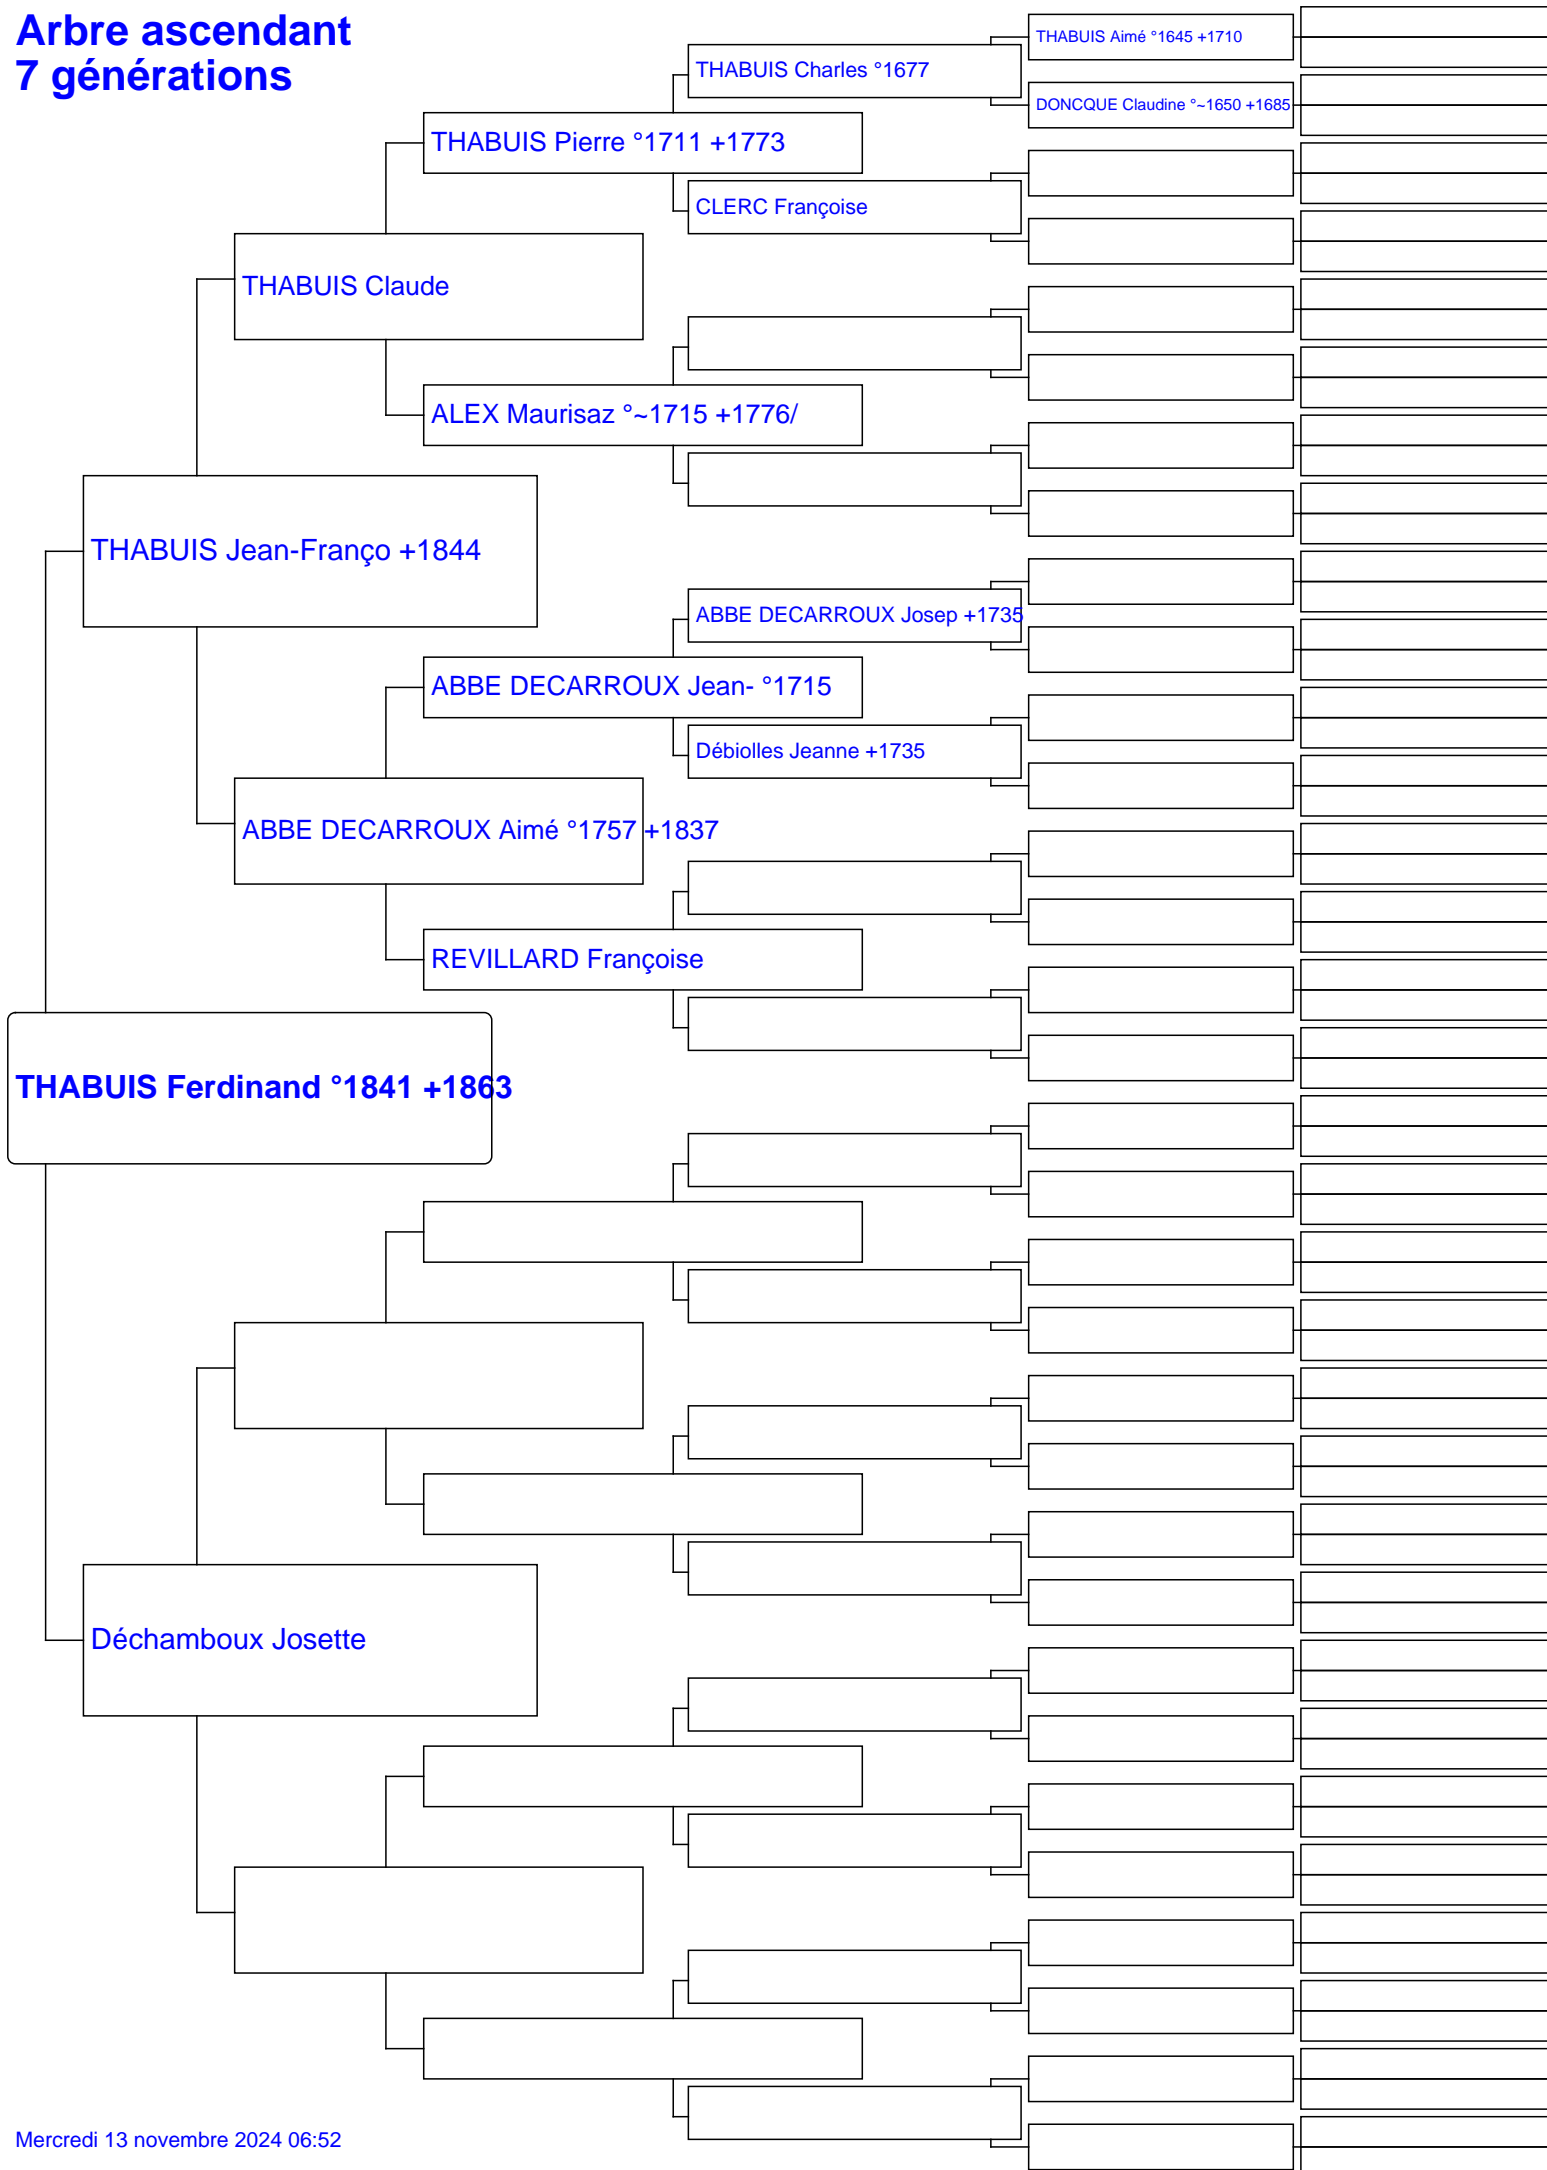 Arbre ascendant
7 générations
THABUIS Aimé °1645 +1710
THABUIS Charles °1677
DONCQUE Claudine °~1650 +1685
THABUIS Pierre °1711 +1773
CLERC Françoise
THABUIS Claude
ALEX Maurisaz °~1715 +1776/
THABUIS Jean-Franço +1844
ABBE DECARROUX Josep +1735
ABBE DECARROUX Jean- °1715
Débiolles Jeanne +1735
ABBE DECARROUX Aimé °1757 +1837
REVILLARD Françoise
THABUIS Ferdinand °1841 +1863
Déchamboux Josette
Mercredi 13 novembre 2024 06:52